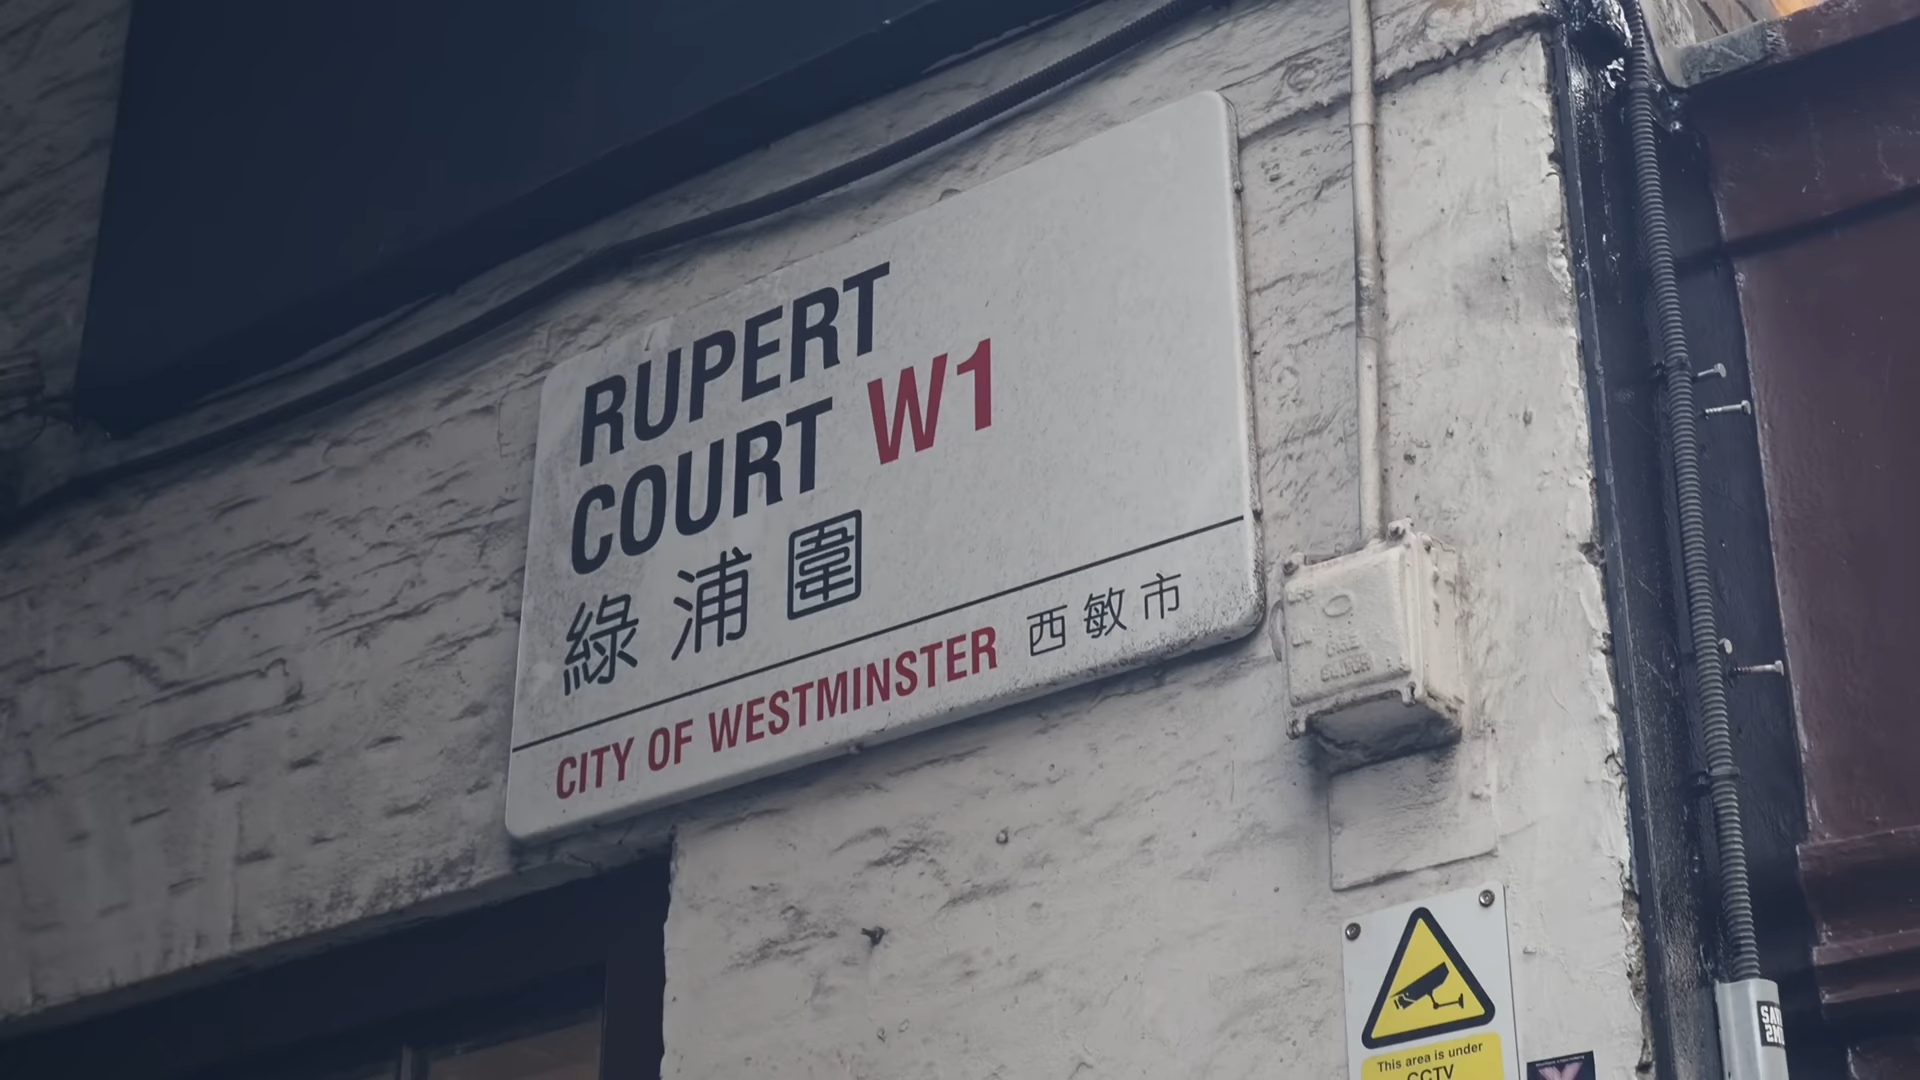 RUPERT
COURT W1
綠浦圍
CITY OF WESTMINSTER 西敏市
This area is under
CCTV